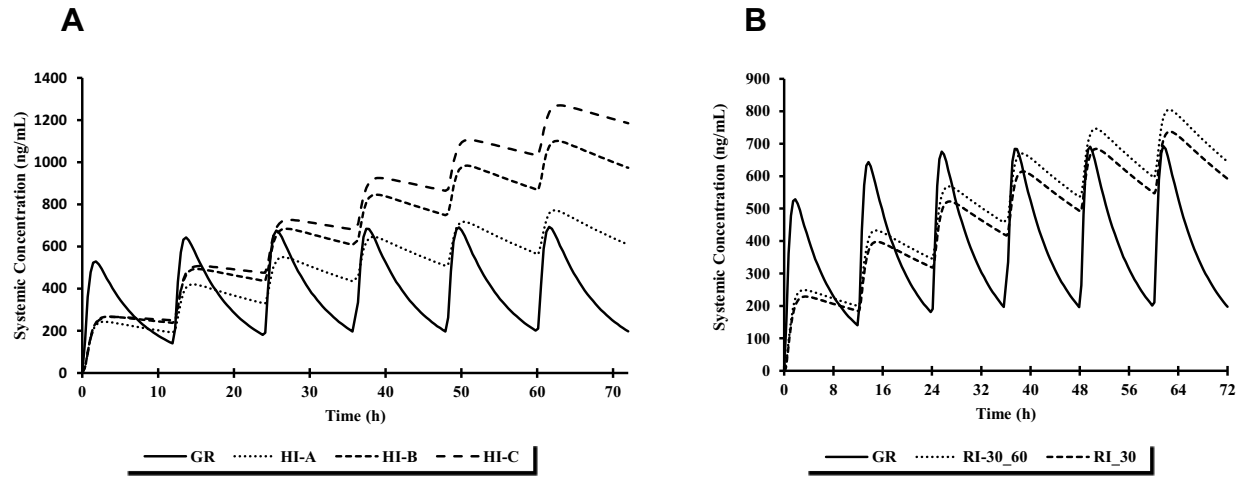 A
Systemic Concentration (ng/mL)
1400
1200
1000
800
600
400
200
0
0 10 20 30 40 50 60 70
Time (h)
GR HI-A HI-B HI-C
B
Systemic Concentration (ng/mL)
900
800
700
600
500
400
300
200
100
0
0 8 16 24 32 40 48 56 64 72
Time (h)
GR RI-30_60 RI_30